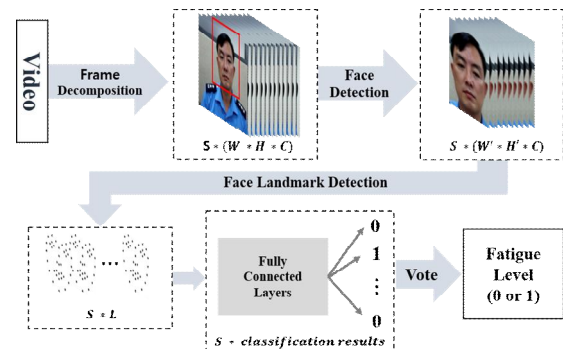 Video
Frame
Decomposition
S * (W * H * C)
Face
Detection
S * (W' * H' * C)
Face Landmark Detection
...
S * L
Fully
Connected
Layers
0
1
⋮
0
S * classification results
Vote
Fatigue
Level
(0 or 1)